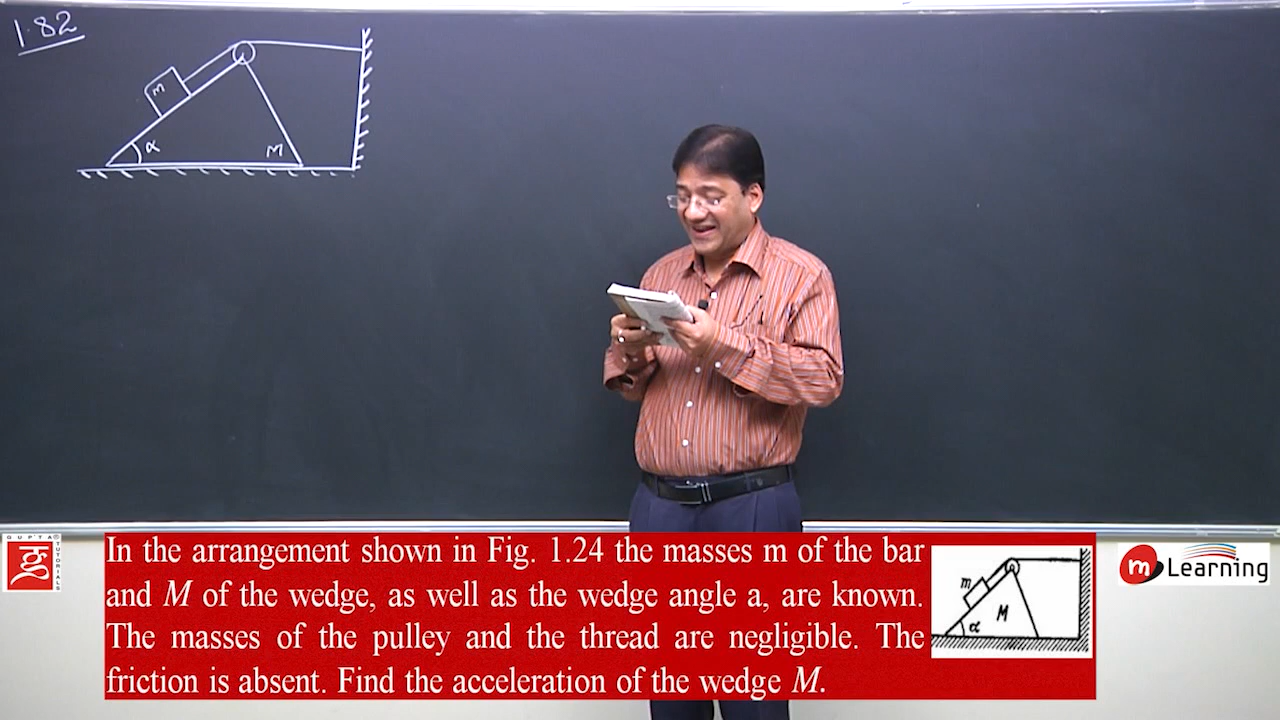 1.82
m
α
M
GUPTA
TUTORIALS
In the arrangement shown in Fig. 1.24 the masses m of the bar
and M of the wedge, as well as the wedge angle a, are known.
The masses of the pulley and the thread are negligible. The
friction is absent. Find the acceleration of the wedge M.
m
M
α
m Learning